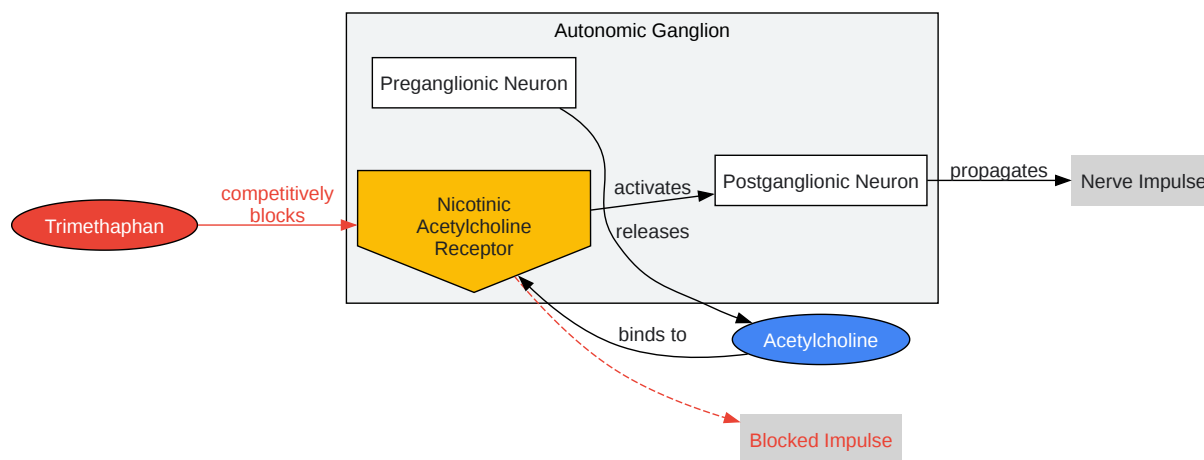 Autonomic Ganglion
Preganglionic Neuron
competitively
blocks
Trimethaphan
Nicotinic
Acetylcholine
Receptor
activates
releases
Postganglionic Neuron
propagates
Nerve Impulse
binds to
Acetylcholine
Blocked Impulse